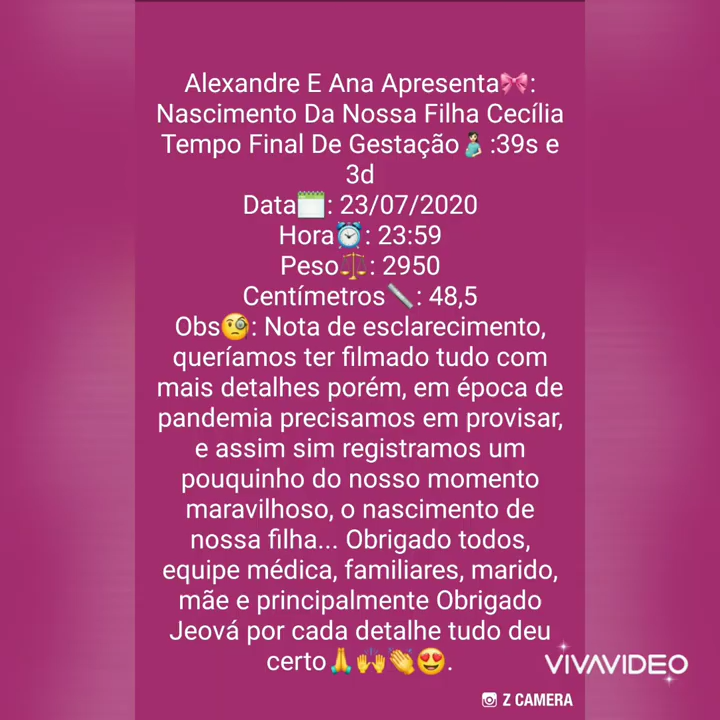 Alexandre E Ana Apresenta🎀:
Nascimento Da Nossa Filha Cecília
Tempo Final De Gestação🤰🏻:39s e
3d
Data🗓: 23/07/2020
Hora⏰: 23:59
Peso⚖️: 2950
Centímetros📏: 48,5
Obs🧐: Nota de esclarecimento,
queríamos ter filmado tudo com
mais detalhes porém, em época de
pandemia precisamos em provisar,
e assim sim registramos um
pouquinho do nosso momento
maravilhoso, o nascimento de
nossa filha... Obrigado todos,
equipe médica, familiares, marido,
mãe e principalmente Obrigado
Jeová por cada detalhe tudo deu
certo🙏🙌👏😍.
VIVAVIDEO
Z CAMERA